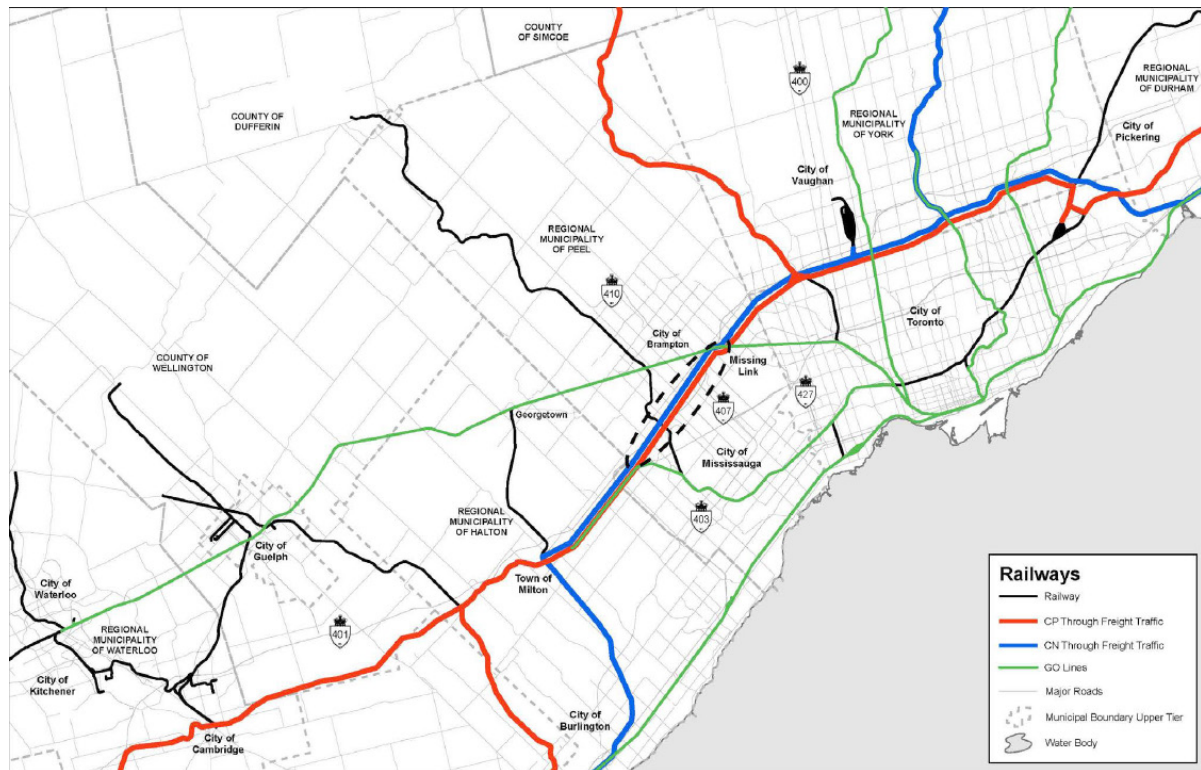 COUNTY
OF SIMCOE
400
REGIONAL
MUNICIPALITY
OF DURHAM
COUNTY OF
DUFFERIN
REGIONAL
MUNICIPALITY
OF YORK
City of
Pickering
City of
Vaughan
REGIONAL
MUNICIPALITY
OF PEEL
410
City of
Toronto
City of
Brampton
Missing
Link
COUNTY OF
WELLINGTON
427
407
Georgetown
City of
Mississauga
403
REGIONAL
MUNICIPALITY
OF HALTON
City of
Guelph
Town of
Milton
City of
Waterloo
401
REGIONAL
MUNICIPALITY
OF WATERLOO
City of
Kitchener
City of
Burlington
City of
Cambridge
Railways
Railway
CP Through Freight Traffic
CN Through Freight Traffic
GO Lines
Major Roads
Municipal Boundary Upper Tier
Water Body